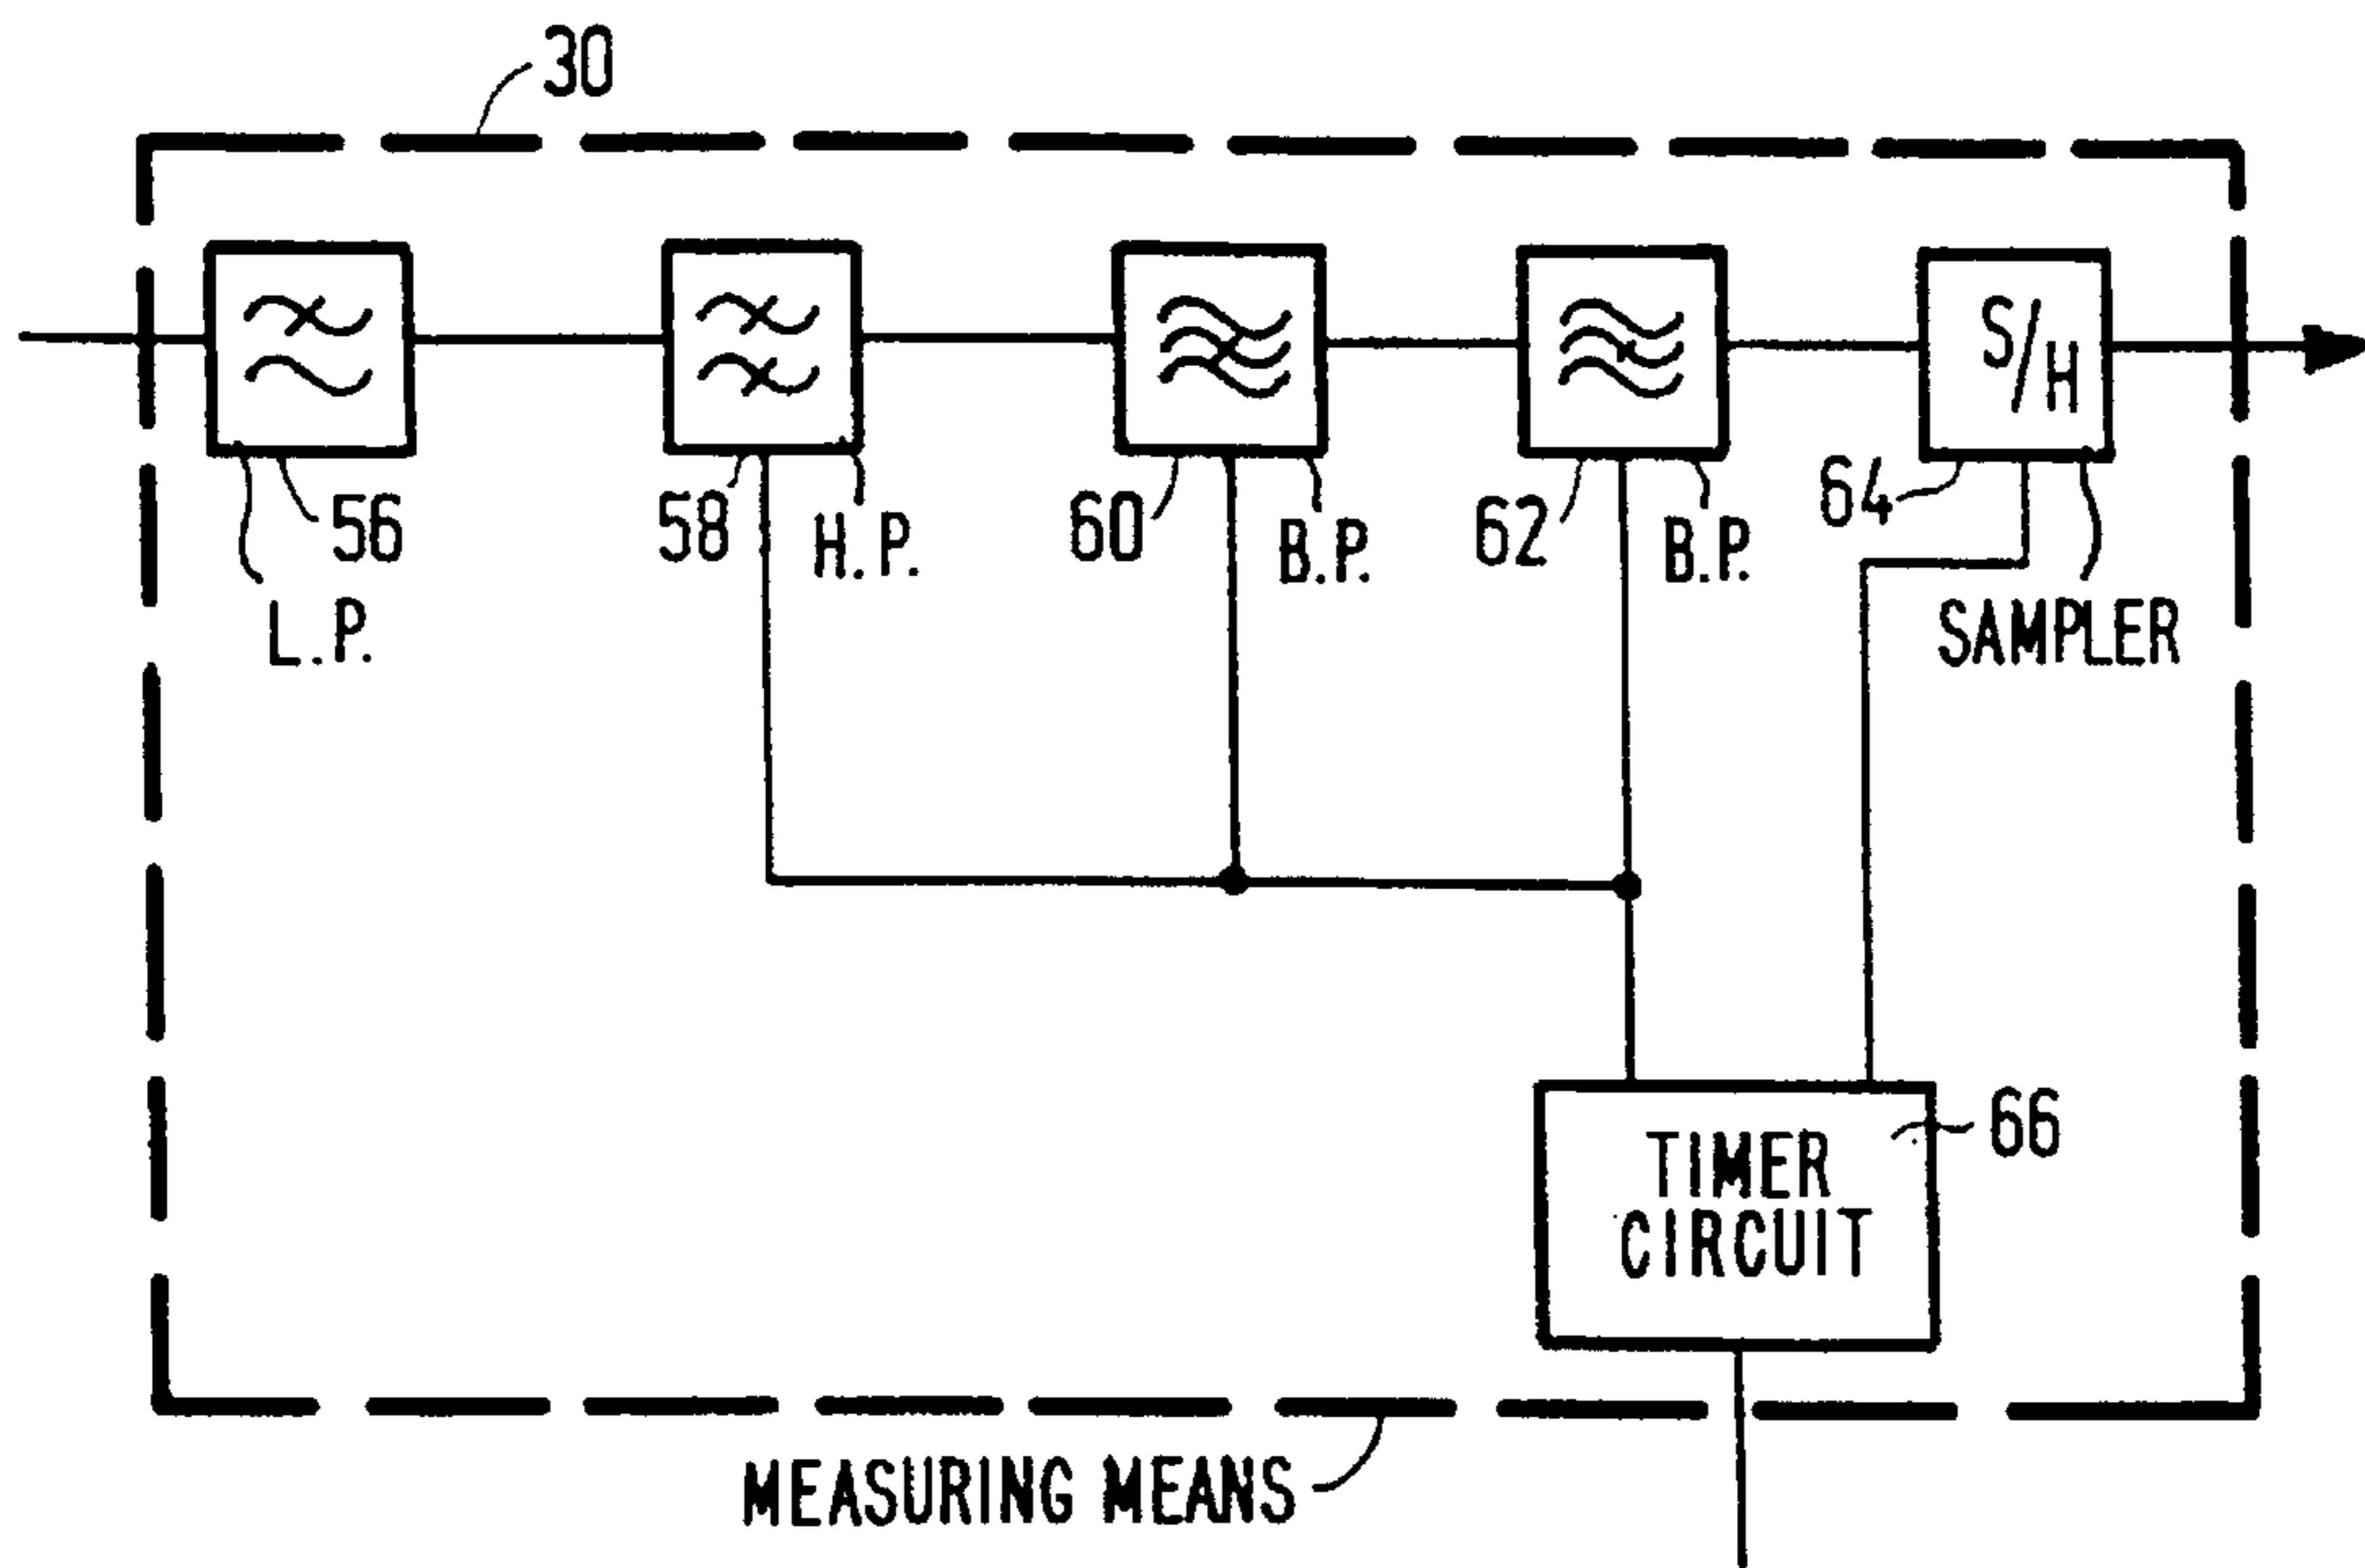 30
S/H
56
58
H.P.
60
B.P.
62
B.P.
64
L.P.
SAMPLER
TIMER
CIRCUIT
66
MEASURING MEANS